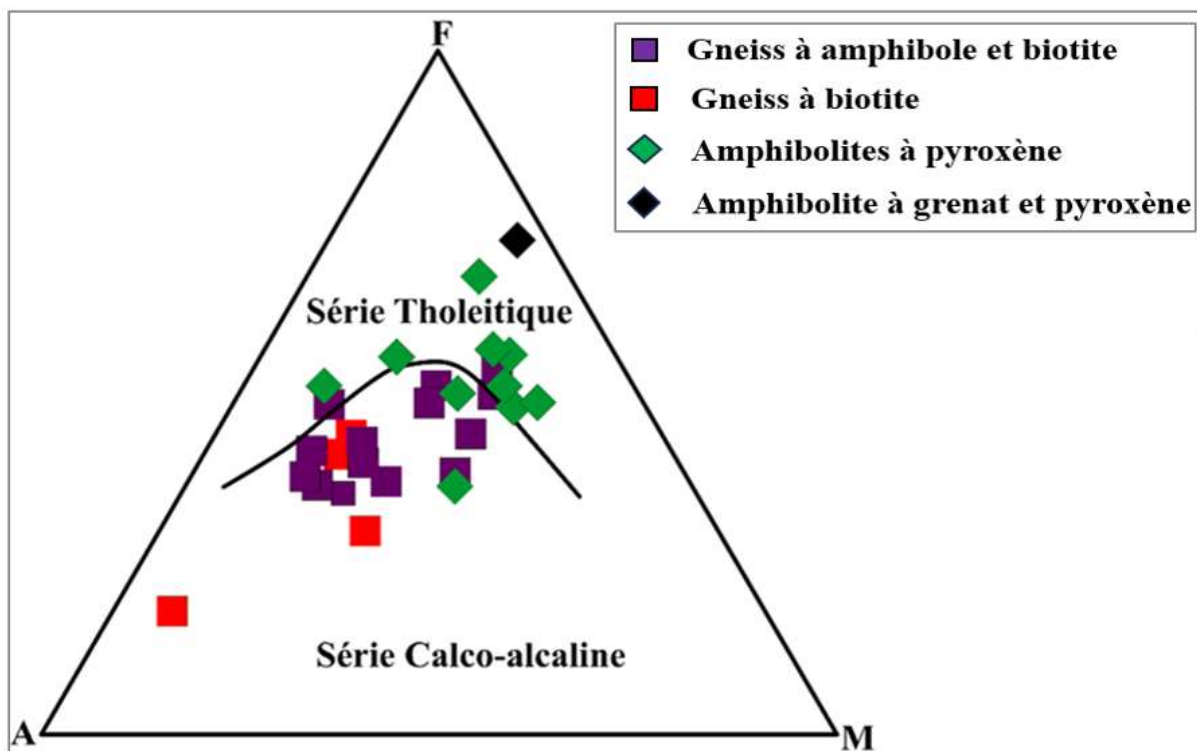 F
Gneiss à amphibole et biotite
Gneiss à biotite
Amphibolites à pyroxène
Amphibolite à grenat et pyroxène
Série Tholeitique
Série Calco-alcaline
A
M